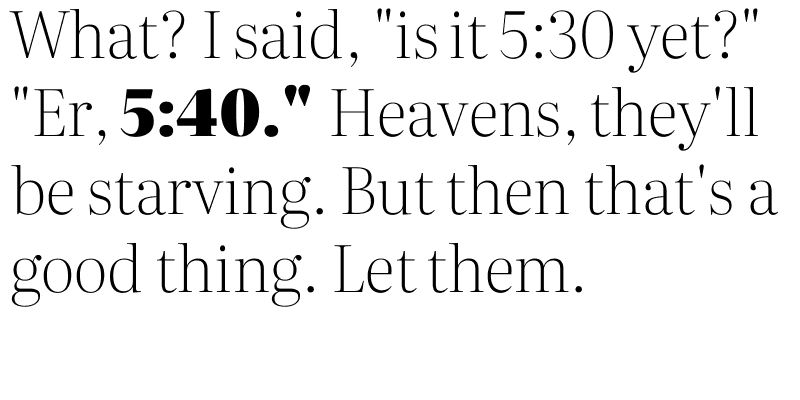 What? I said, "is it 5:30 yet?"
"Er, 5:40." Heavens, they'll
be starving. But then that's a
good thing. Let them.